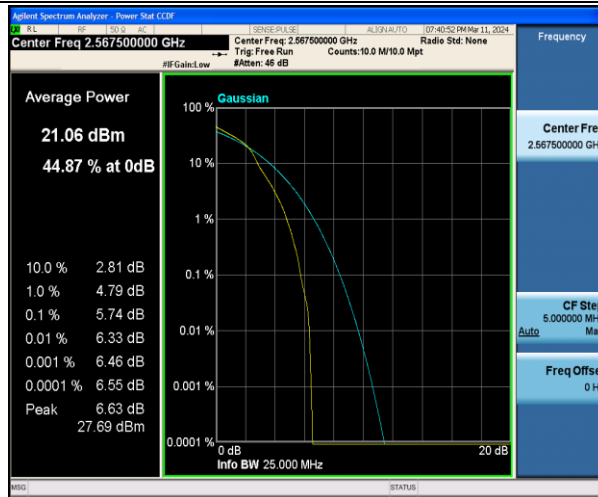 Agilent Spectrum Analyzer - Power Stat CCDF
RL RF 50 Ω AC SENSE:PULSE ALIGNAUTO 07:40:52 PM Mar 11, 2024
Center Freq 2.567500000 GHz
Center Freq: 2.567500000 GHz Radio Std: None
Trig: Free Run Counts:10.0 M/10.0 Mpt
#IFGain:Low #Atten: 46 dB
Frequency
Average Power
21.06 dBm
44.87 % at 0dB
10.0 % 2.81 dB
1.0 % 4.79 dB
0.1 % 5.74 dB
0.01 % 6.33 dB
0.001 % 6.46 dB
0.0001 % 6.55 dB
Peak 6.63 dB
27.69 dBm
Gaussian
100 %
10 %
1 %
0.1 %
0.01 %
0.001 %
0.0001 %
0 dB 20 dB
Info BW 25.000 MHz
Center Fre
2.567500000 GH
CF Ste
5.000000 MH
Auto Ma
Freq Offse
0 H
MSG STATUS